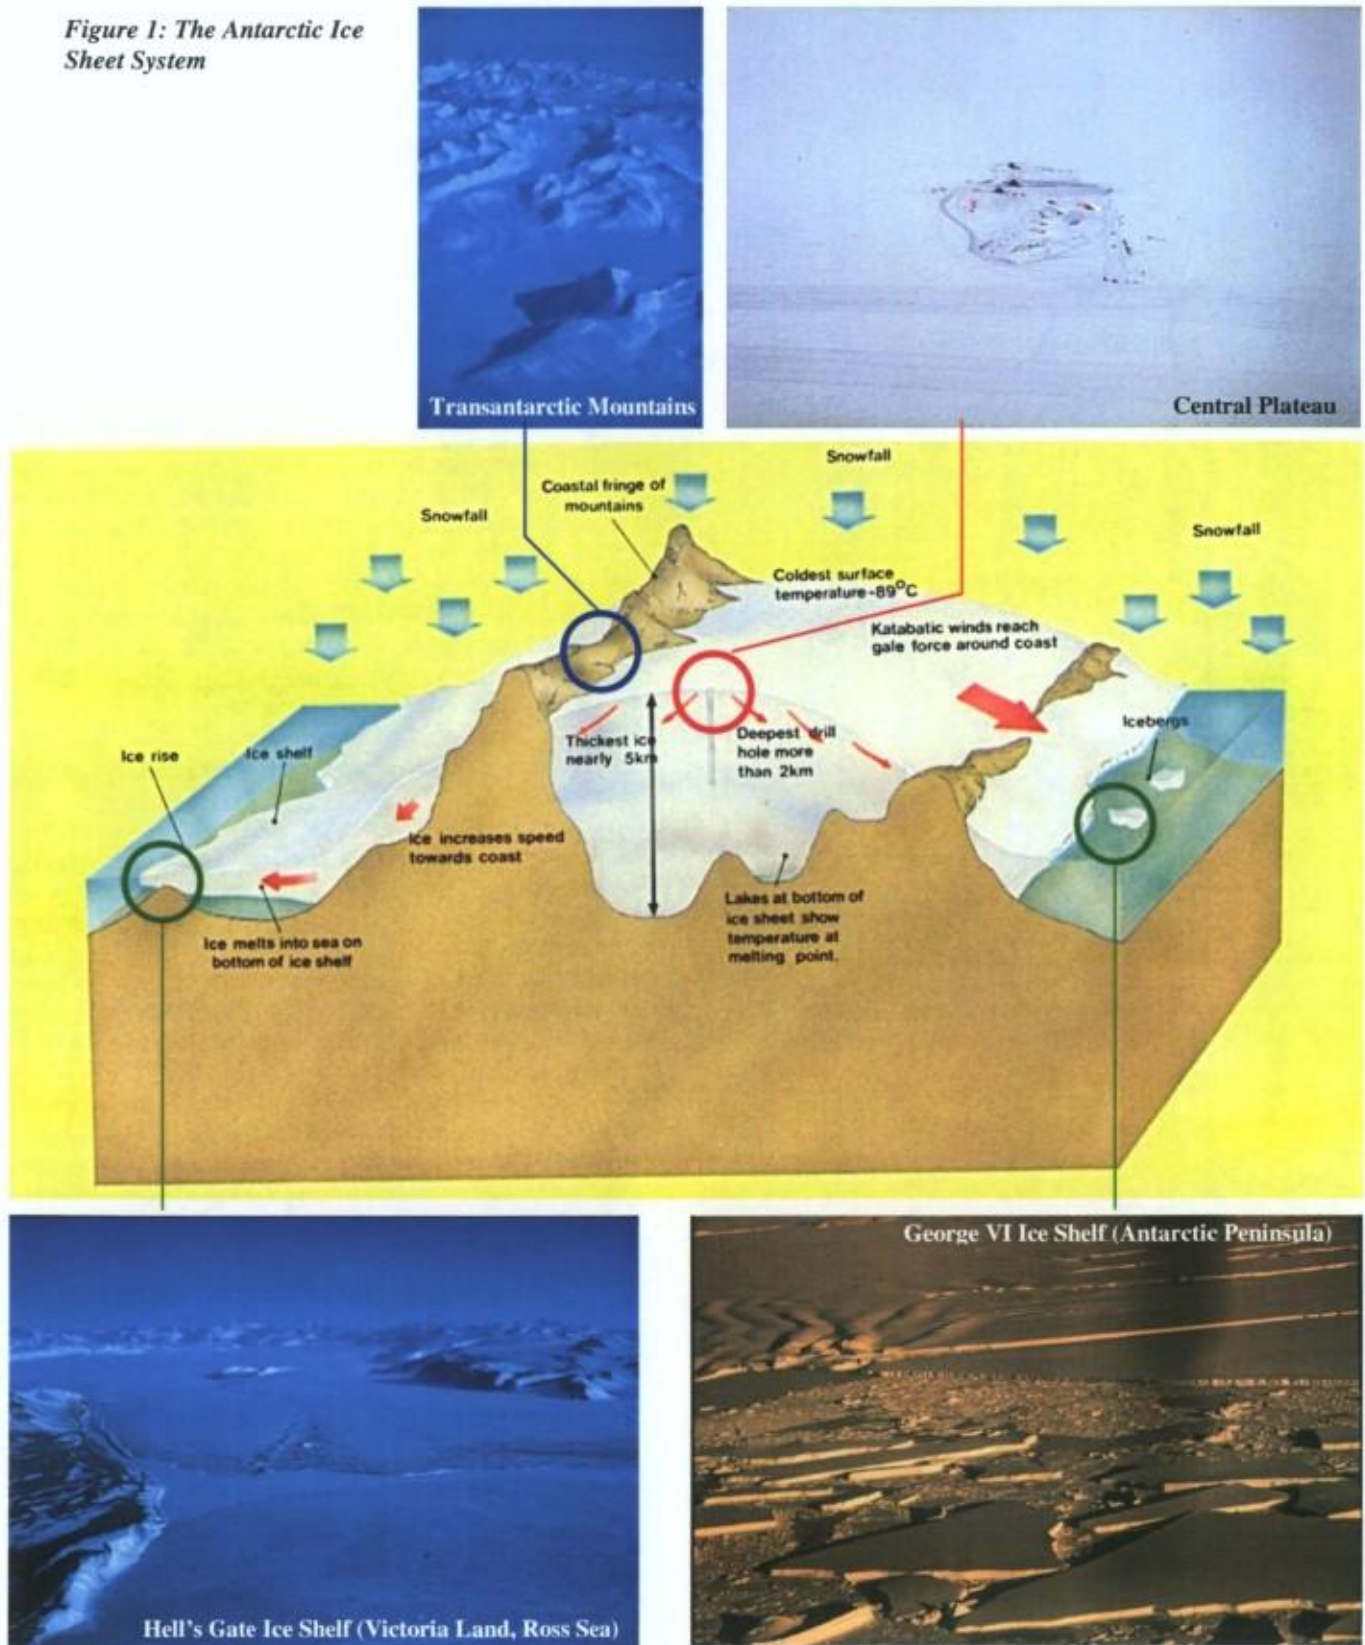 Figure 1: The Antarctic Ice
Sheet System
Transantarctic Mountains
Central Plateau
Snowfall
Coastal fringe of
mountains
Snowfall
Snowfall
Coldest surface
temperature -89°C
Katabatic winds reach
gale force around coast
Icebergs
Ice rise
Ice shelf
Thickest ice
nearly 5km
Deepest drill
hole more
than 2km
Ice increases speed
towards coast
Lakes at bottom of
ice sheet show
temperature at
melting point.
Ice melts into sea on
bottom of ice shelf
George VI Ice Shelf (Antarctic Peninsula)
Hell's Gate Ice Shelf (Victoria Land, Ross Sea)